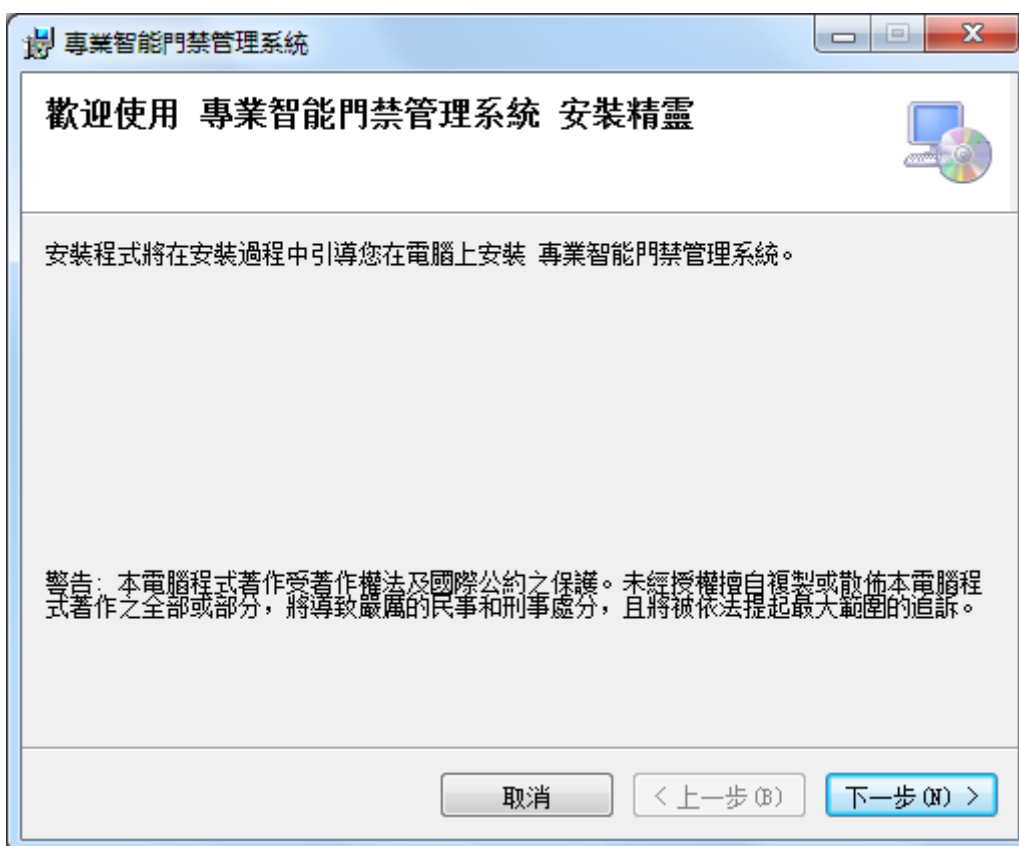 專業智能門禁管理系統
歡迎使用 專業智能門禁管理系統 安裝精靈
安裝程式將在安裝過程中引導您在電腦上安裝 專業智能門禁管理系統。
警告: 本電腦程式著作受著作權法及國際公約之保護。未經授權擅自複製或散佈本電腦程
式著作之全部或部分，將導致嚴厲的民事和刑事處分，且將被依法提起最大範圍的追訴。
取消
< 上一步(B)
下一步(N) >